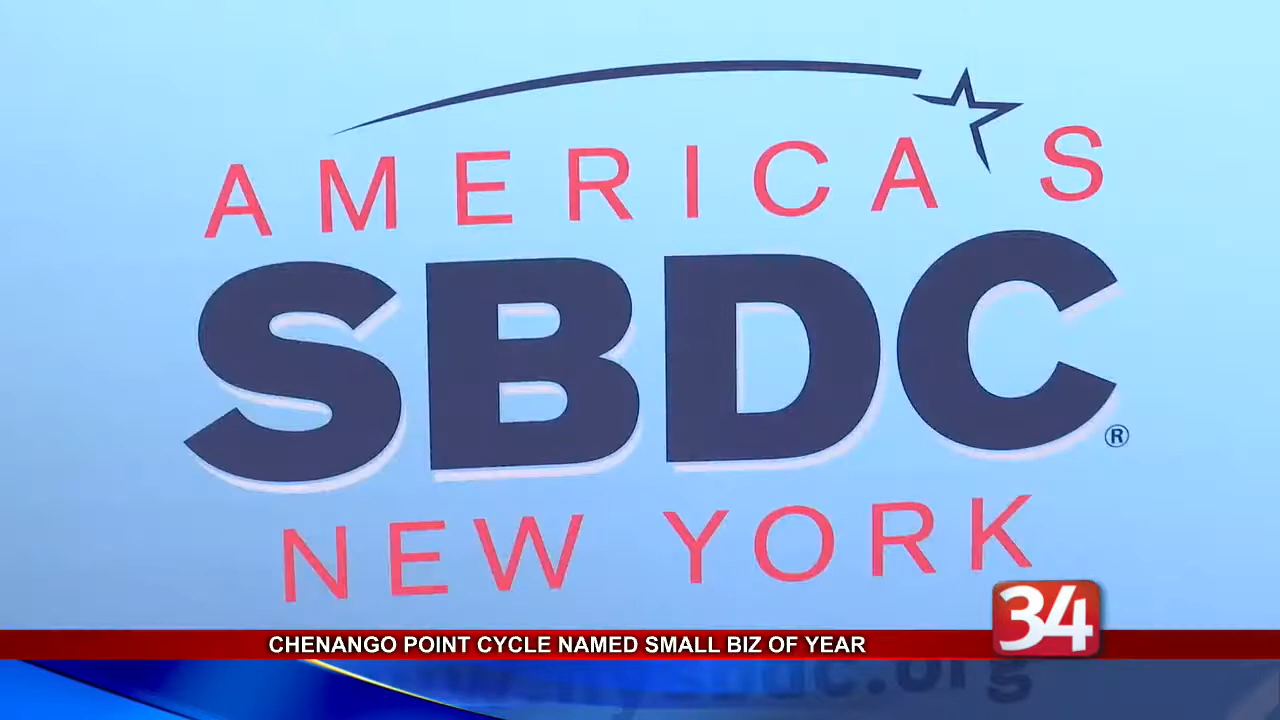 AMERICA'S
SBDC®
NEW YORK
34
CHENANGO POINT CYCLE NAMED SMALL BIZ OF YEAR